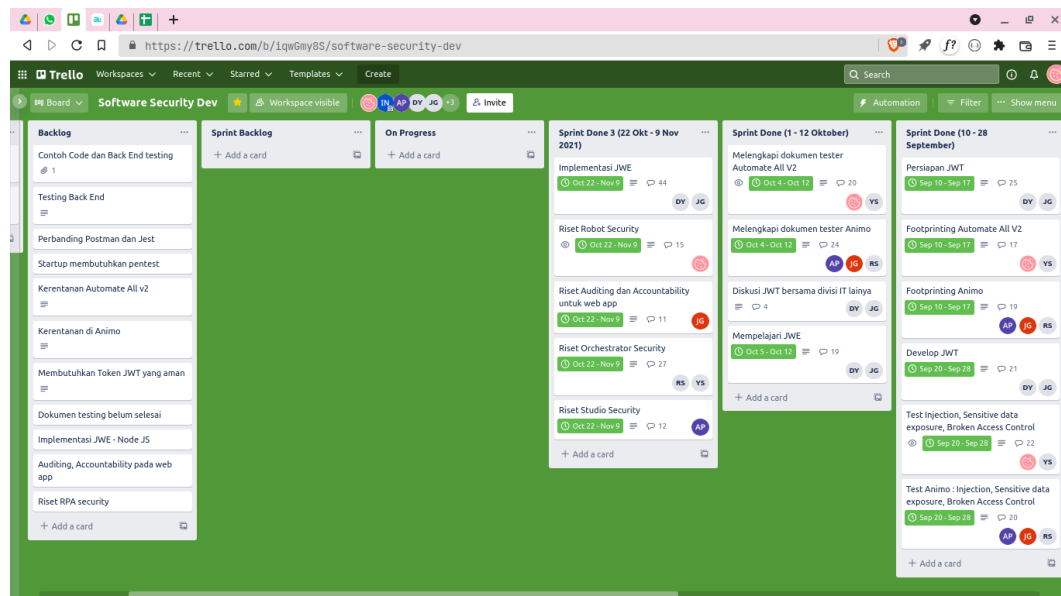 https://trello.com/b/iqwGmy8S/software-security-dev
Trello Workspaces Recent Starred Templates Create Search
Board Software Security Dev Workspace visible IN AP DY JG +3 Invite Automation Filter Show menu
Backlog
Contoh Code dan Back End testing
1
Testing Back End
Perbanding Postman dan Jest
Startup membutuhkan pentest
Kerentanan Automate All v2
Kerentanan di Animo
Membutuhkan Token JWT yang aman
Dokumen testing belum selesai
Implementasi JWE - Node JS
Auditing, Accountability pada web
app
Riset RPA security
+ Add a card
Sprint Backlog
+ Add a card
On Progress
+ Add a card
Sprint Done 3 (22 Okt - 9 Nov
2021)
Implementasi JWE
Oct 22 - Nov 9 44
DY JG
Riset Robot Security
Oct 22 - Nov 9 15
Riset Auditing dan Accountability
untuk web app
Oct 22 - Nov 9 11
JG
Riset Orchestrator Security
Oct 22 - Nov 9 27
RS YS
Riset Studio Security
Oct 22 - Nov 9 12
AP
+ Add a card
Sprint Done (1 - 12 Oktober)
Melengkapi dokumen tester
Automate All V2
Oct 4 - Oct 12 20
YS
Melengkapi dokumen tester Animo
Oct 4 - Oct 12 24
AP JG RS
Diskusi JWT bersama divisi IT lainya
4
DY JG
Mempelajari JWE
Oct 5 - Oct 12 19
DY JG
+ Add a card
Sprint Done (10 - 28
September)
Persiapan JWT
Sep 10 - Sep 17 25
DY JG
Footprinting Automate All V2
Sep 10 - Sep 17 17
YS
Footprinting Animo
Sep 10 - Sep 17 19
AP JG RS
Develop JWT
Sep 20 - Sep 28 21
DY JG
Test Injection, Sensitive data
exposure, Broken Access Control
Sep 20 - Sep 28 22
YS
Test Animo : Injection, Sensitive data
exposure, Broken Access Control
Sep 20 - Sep 28 20
AP JG RS
+ Add a card